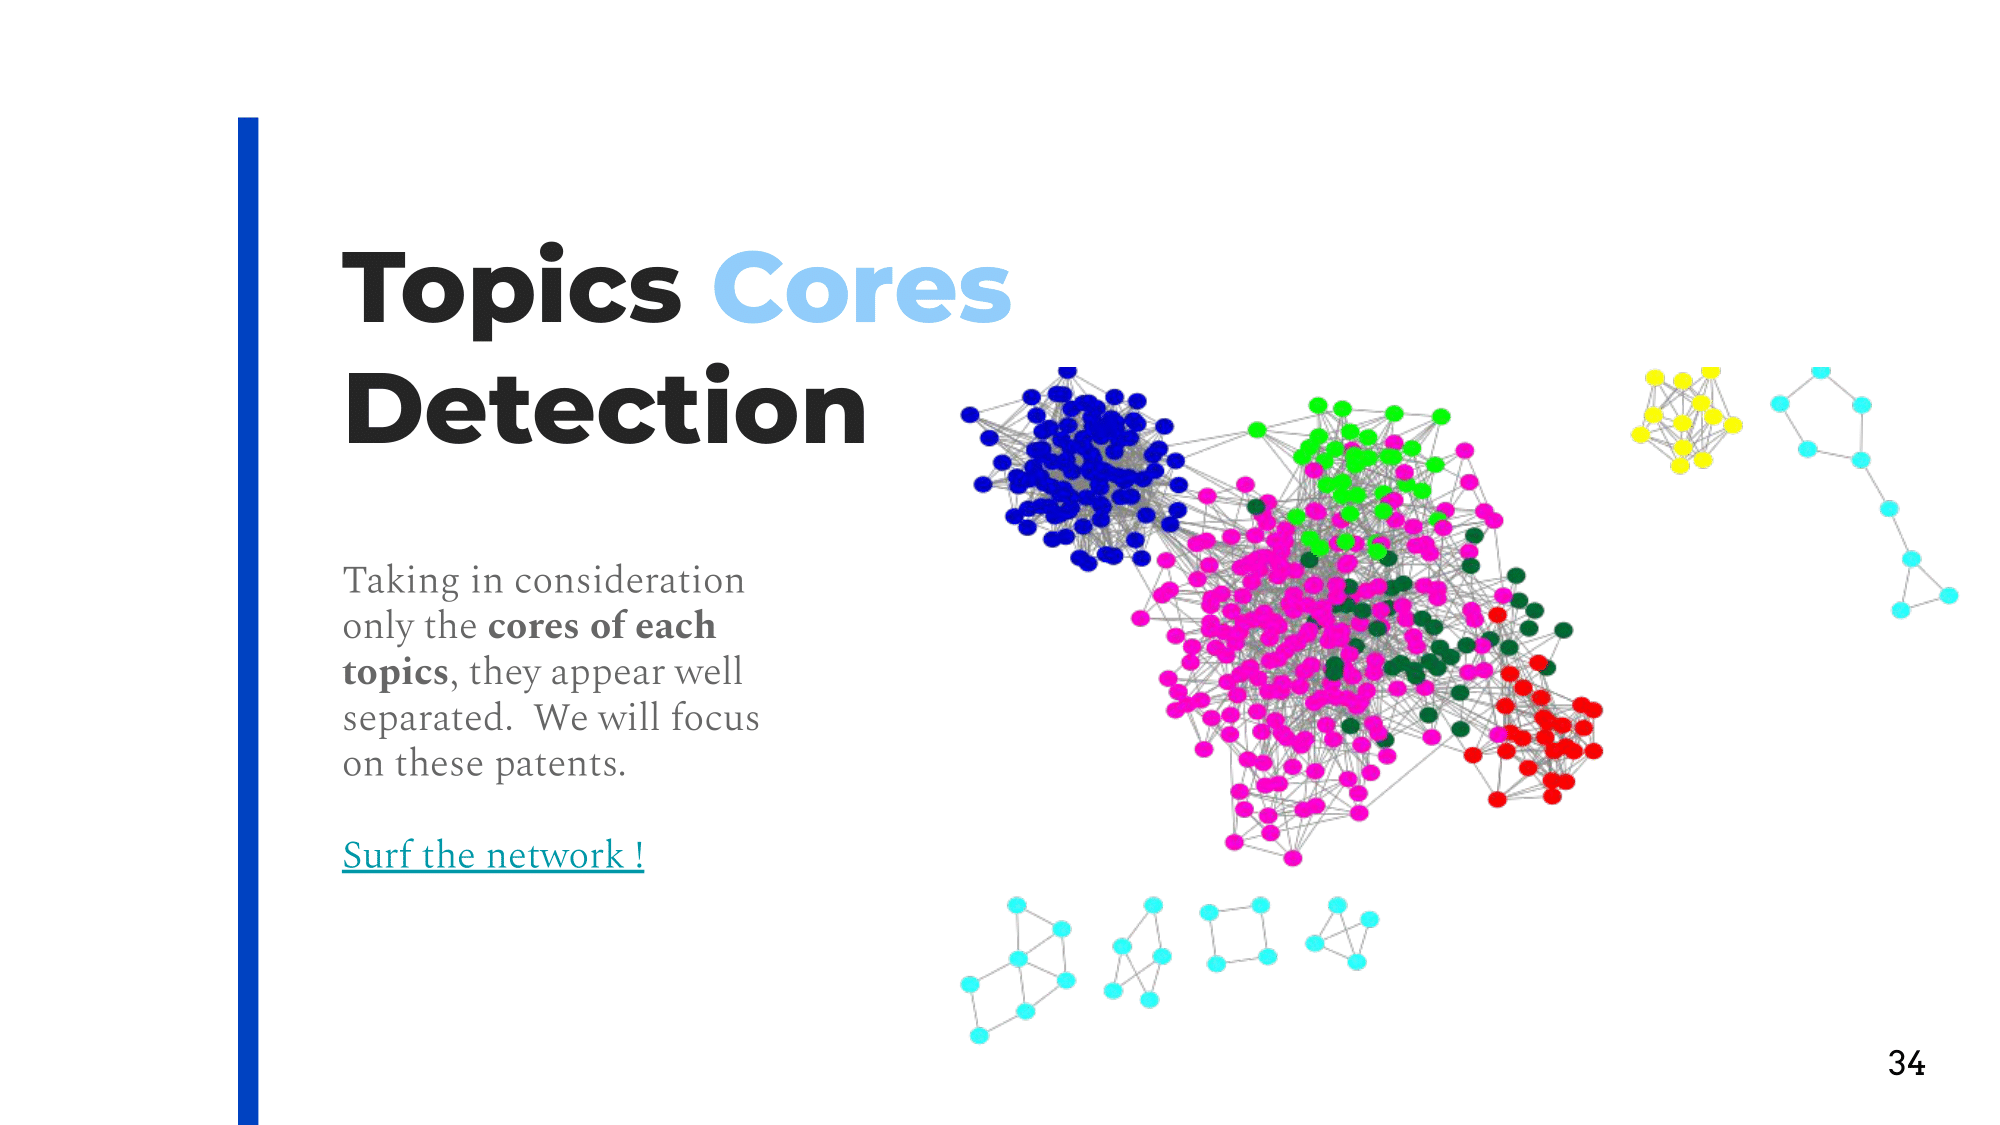 Topics Cores
Detection
Taking in consideration
only the cores of each
topics, they appear well
separated.  We will focus
on these patents.
Surf the network !
34